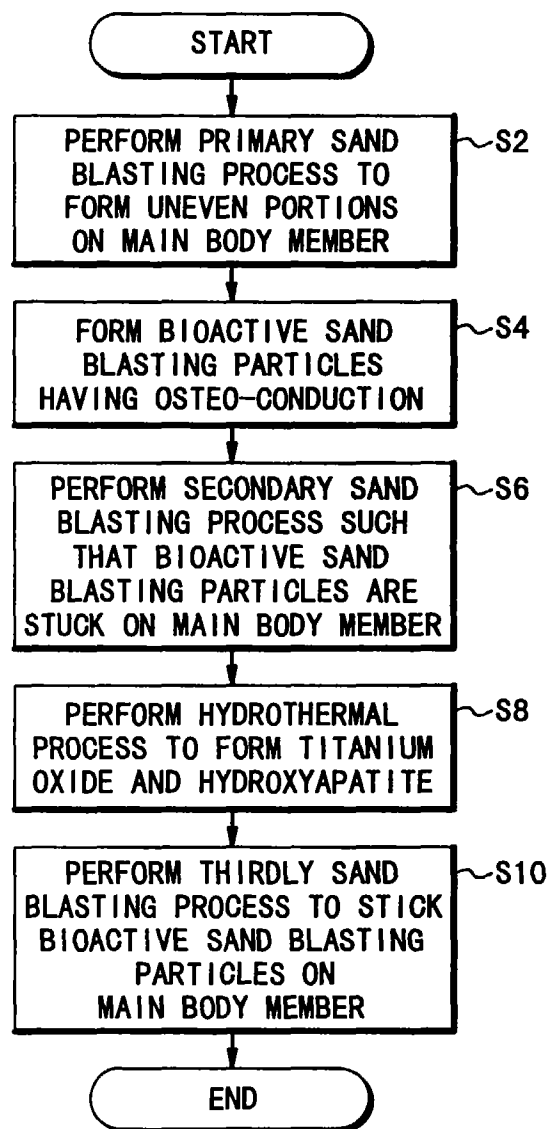 START
PERFORM PRIMARY SAND
BLASTING PROCESS TO
FORM UNEVEN PORTIONS
ON MAIN BODY MEMBER
S2
FORM BIOACTIVE SAND
BLASTING PARTICLES
HAVING OSTEO-CONDUCTION
S4
PERFORM SECONDARY SAND
BLASTING PROCESS SUCH
THAT BIOACTIVE SAND
BLASTING PARTICLES ARE
STUCK ON MAIN BODY MEMBER
S6
PERFORM HYDROTHERMAL
PROCESS TO FORM TITANIUM
OXIDE AND HYDROXYAPATITE
S8
PERFORM THIRDLY SAND
BLASTING PROCESS TO STICK
BIOACTIVE SAND BLASTING
PARTICLES ON
MAIN BODY MEMBER
S10
END